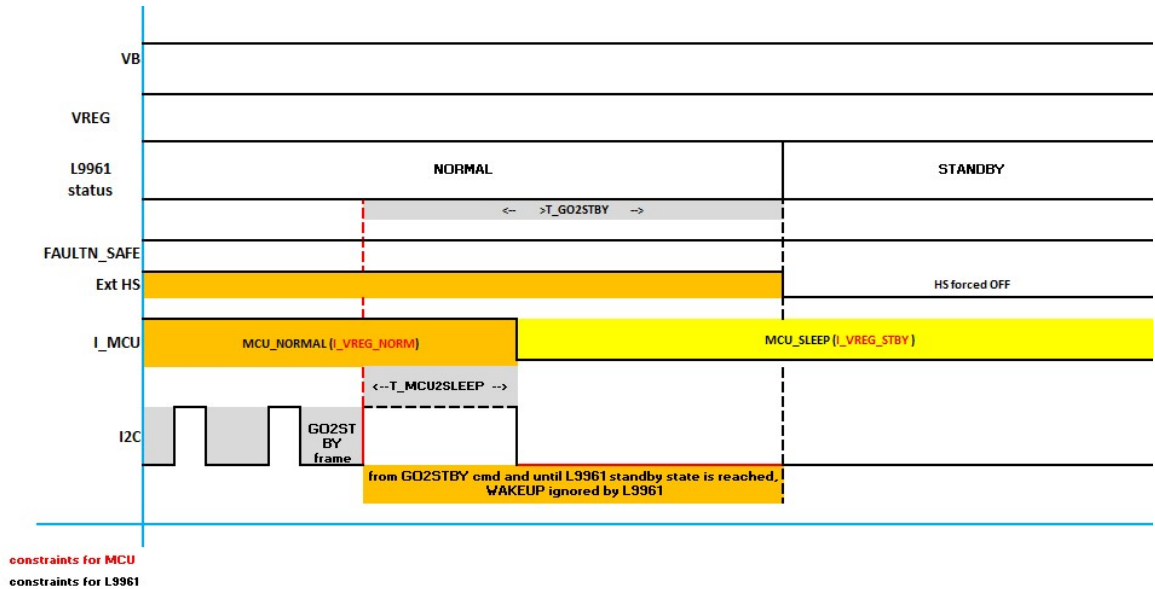 VB
VREG
L9961
status
NORMAL
STANDBY
<-- >T_GO2STBY -->
FAULTN_SAFE
Ext HS
HS forced OFF
I_MCU
MCU_NORMAL (I_VREG_NORM)
MCU_SLEEP (I_VREG_STBY )
<--T_MCU2SLEEP -->
I2C
GO2ST
BY
frame
from GO2STBY cmd and until L9961 standby state is reached,
WAKEUP ignored by L9961
constraints for MCU
constraints for L9961